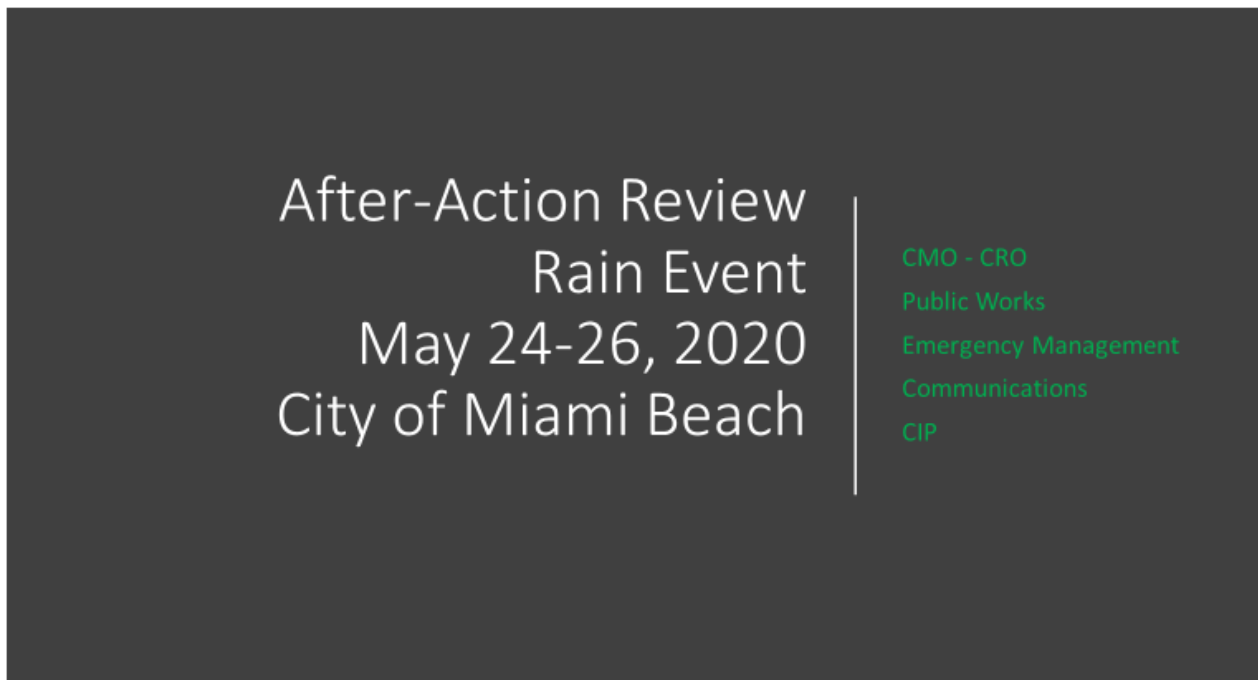 After-Action Review
Rain Event
May 24-26, 2020
City of Miami Beach
CMO - CRO
Public Works
Emergency Management
Communications
CIP